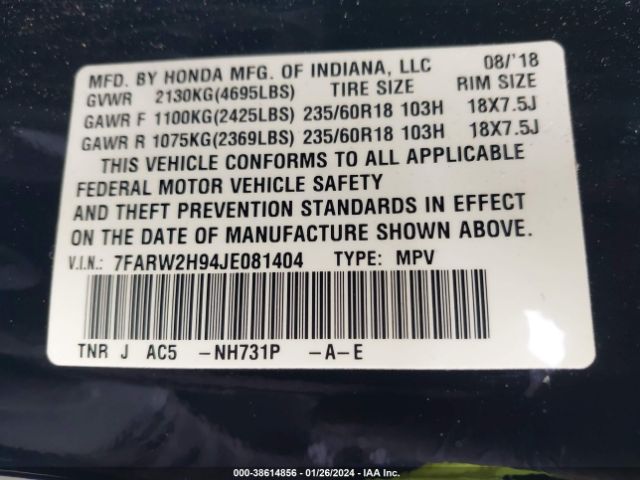 MFD. BY HONDA MFG. OF INDIANA, LLC 08/'18
GVWR 2130KG(4695LBS) TIRE SIZE RIM SIZE
GAWR F 1100KG(2425LBS) 235/60R18 103H 18X7.5J
GAWR R 1075KG(2369LBS) 235/60R18 103H 18X7.5J
THIS VEHICLE CONFORMS TO ALL APPLICABLE
FEDERAL MOTOR VEHICLE SAFETY
AND THEFT PREVENTION STANDARDS IN EFFECT
ON THE DATE OF MANUFACTURE SHOWN ABOVE.
V.I.N.: 7FARW2H94JE081404 TYPE: MPV
TNR J AC5 -NH731P -A-E
000-38614856 - 01/26/2024 - IAA Inc.